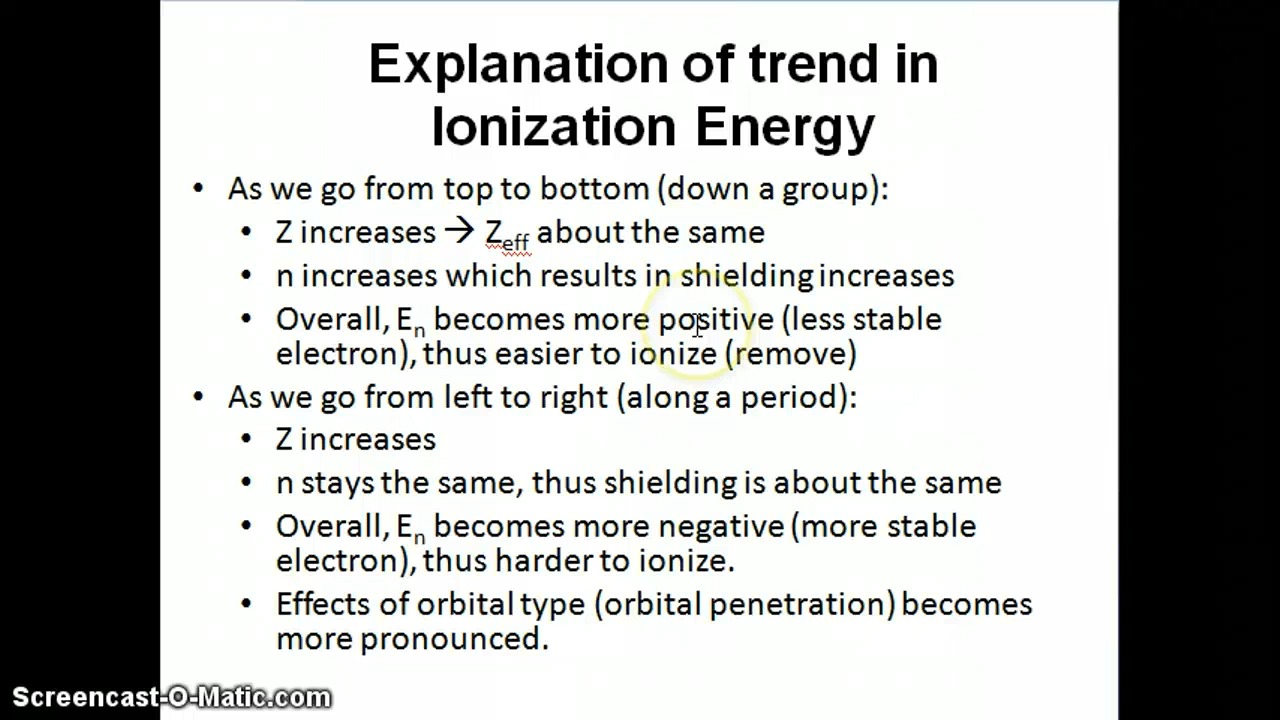 Explanation of trend in
Ionization Energy
• As we go from top to bottom (down a group):
• Z increases → Zeff about the same
• n increases which results in shielding increases
• Overall, En becomes more positive (less stable
electron), thus easier to ionize (remove)
• As we go from left to right (along a period):
• Z increases
• n stays the same, thus shielding is about the same
• Overall, En becomes more negative (more stable
electron), thus harder to ionize.
• Effects of orbital type (orbital penetration) becomes
more pronounced.
Screencast-O-Matic.com